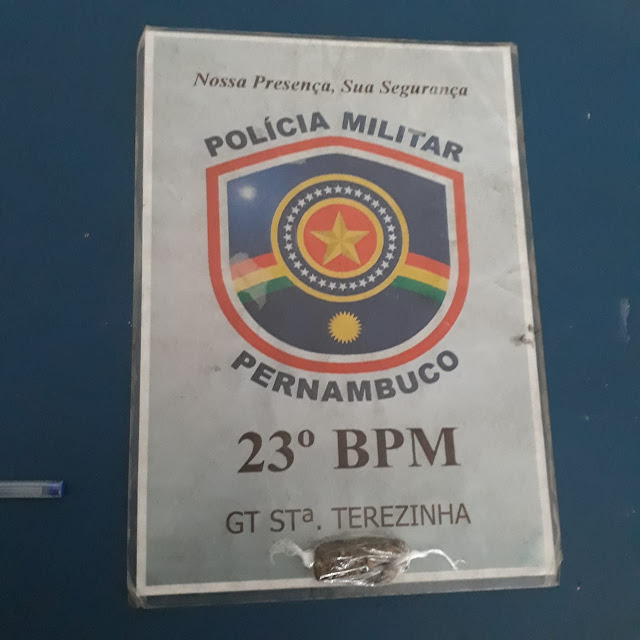 Nossa Presença, Sua Segurança
POLÍCIA MILITAR
PERNAMBUCO
23º BPM
GT STª. TEREZINHA